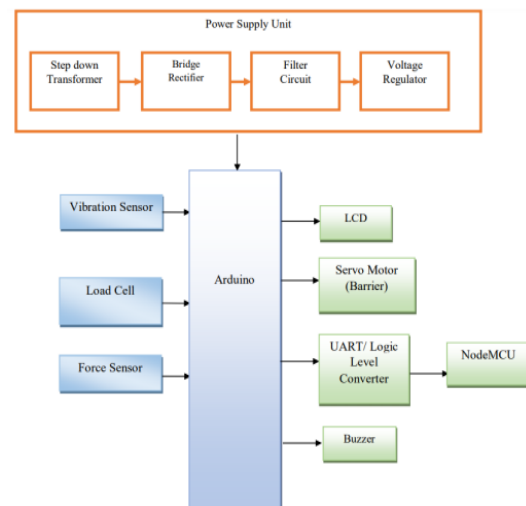 Power Supply Unit
Step down
Transformer
Bridge
Rectifier
Filter
Circuit
Voltage
Regulator
Vibration Sensor
Load Cell
Force Sensor
Arduino
LCD
Servo Motor
(Barrier)
UART/ Logic
Level
Converter
NodeMCU
Buzzer